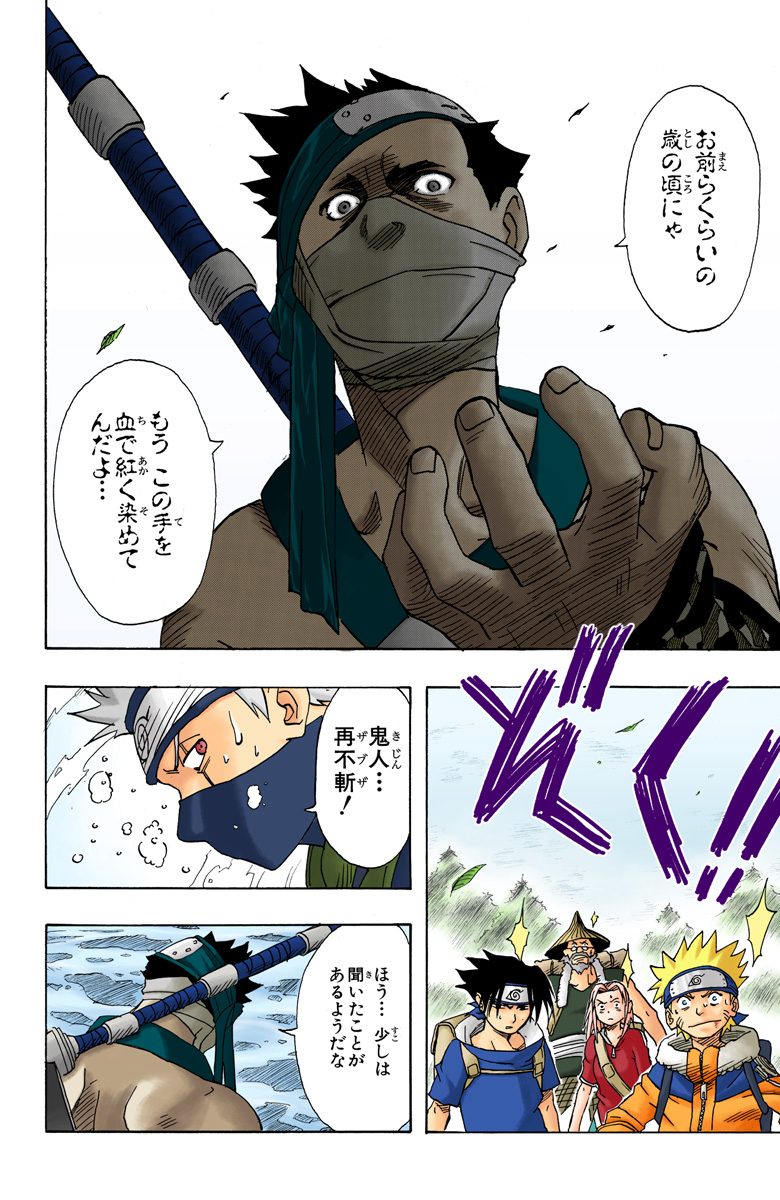 お前らくらいの
歳の頃にゃ
もう この手を
血で紅く染めて
んだよ…
ぞく!!
鬼人…
再不斬!
ほう… 少しは
聞いたことが
あるようだな